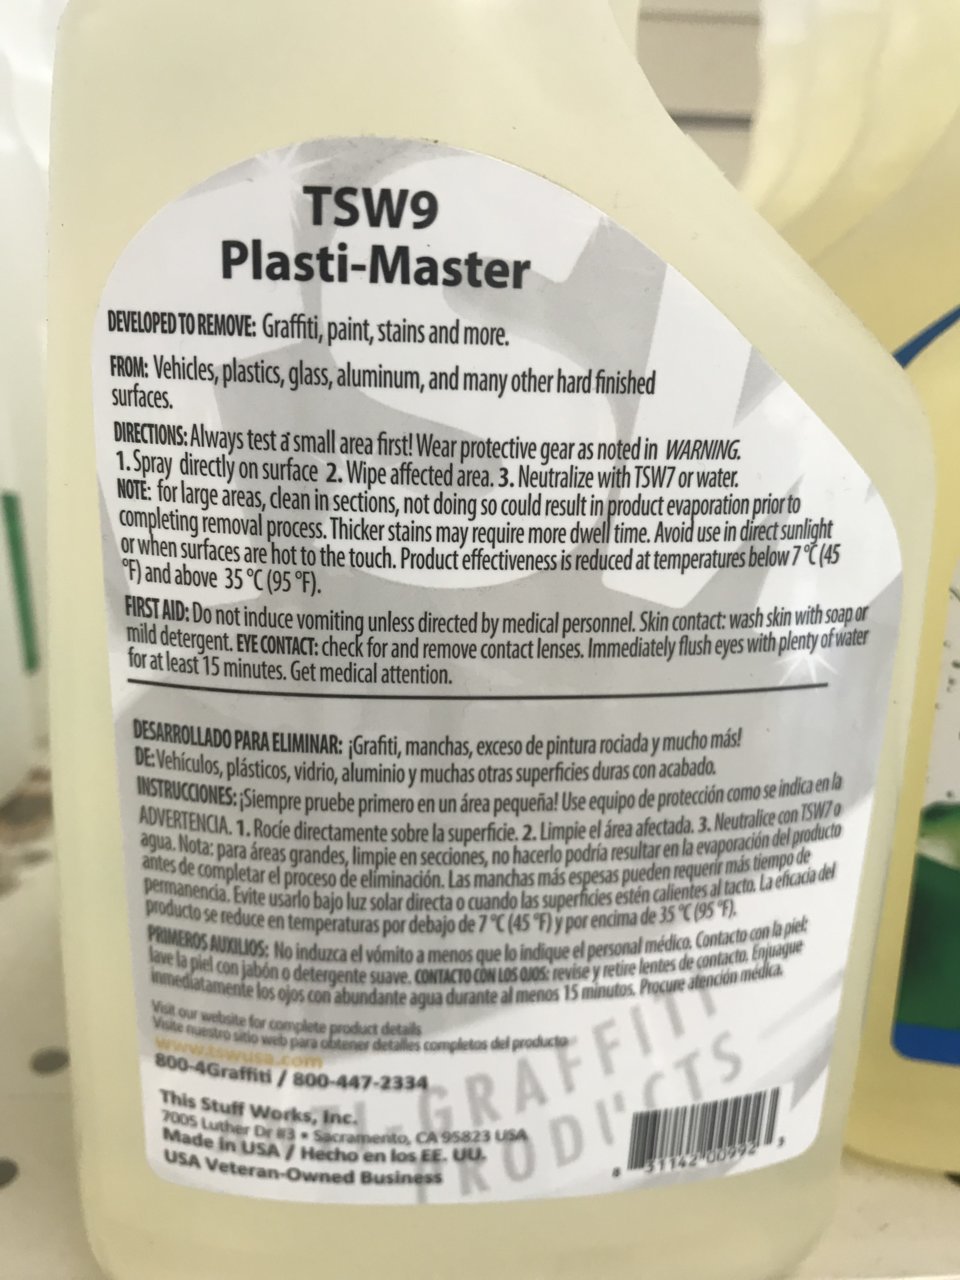 TSW9
Plasti-Master
DEVELOPED TO REMOVE: Graffiti, paint, stains and more.
FROM: Vehicles, plastics, glass, aluminum, and many other hard finished
surfaces.
DIRECTIONS: Always test a small area first! Wear protective gear as noted in WARNING.
1. Spray directly on surface 2. Wipe affected area. 3. Neutralize with TSW7 or water.
NOTE: for large areas, clean in sections, not doing so could result in product evaporation prior to
completing removal process. Thicker stains may require more dwell time. Avoid use in direct sunlight
or when surfaces are hot to the touch. Product effectiveness is reduced at temperatures below 7 °C (45
°F) and above 35 °C (95 °F).
FIRST AID: Do not induce vomiting unless directed by medical personnel. Skin contact: wash skin with soap or
mild detergent. EYE CONTACT: check for and remove contact lenses. Immediately flush eyes with plenty of water
for at least 15 minutes. Get medical attention.
DESARROLLADO PARA ELIMINAR: ¡Grafiti, manchas, exceso de pintura rociada y mucho más!
DE: Vehículos, plásticos, vidrio, aluminio y muchas otras superficies duras con acabado.
INSTRUCCIONES: ¡Siempre pruebe primero en un área pequeña! Use equipo de protección como se indica en la
ADVERTENCIA. 1. Rocíe directamente sobre la superficie. 2. Limpie el área afectada. 3. Neutralice con TSW7 o
agua. Nota: para áreas grandes, limpie en secciones, no hacerlo podría resultar en la evaporación del producto
antes de completar el proceso de eliminación. Las manchas más espesas pueden requerir más tiempo de
permanencia. Evite usarlo bajo luz solar directa o cuando las superficies estén calientes al tacto. La eficacia del
producto se reduce en temperaturas por debajo de 7 °C (45 °F) y por encima de 35 °C (95 °F).
PRIMEROS AUXILIOS: No induzca el vómito a menos que lo indique el personal médico. Contacto con la piel:
lave la piel con jabón o detergente suave. CONTACTO CON LOS OJOS: revise y retire lentes de contacto. Enjuague
inmediatamente los ojos con abundante agua durante al menos 15 minutos. Procure atención médica.
Visit our website for complete product details
Visite nuestro sitio web para obtener detalles completos del producto
www.tswusa.com
800-4Graffiti / 800-447-2334
This Stuff Works, Inc.
7005 Luther Dr #3 • Sacramento, CA 95823 USA
Made in USA / Hecho en los EE. UU.
USA Veteran-Owned Business
GRAFFITI
PRODUCTS
8 51142 00992 3